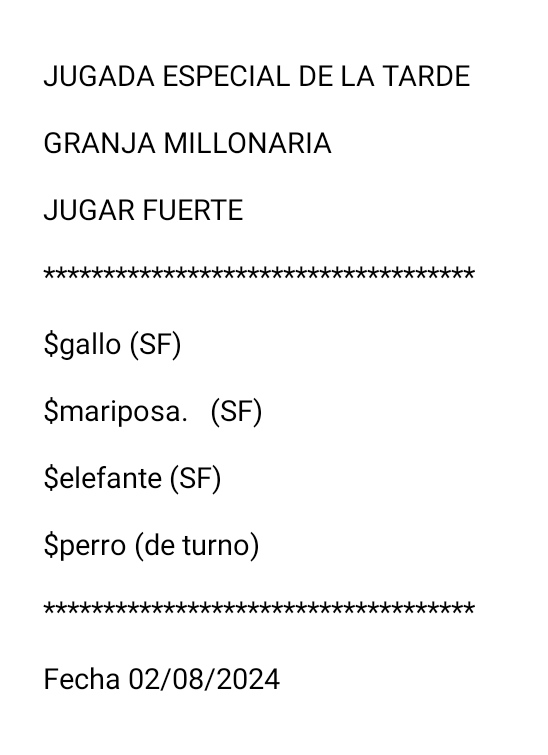 JUGADA ESPECIAL DE LA TARDE
GRANJA MILLONARIA
JUGAR FUERTE
************************************
$gallo (SF)
$mariposa.   (SF)
$elefante (SF)
$perro (de turno)
************************************
Fecha 02/08/2024